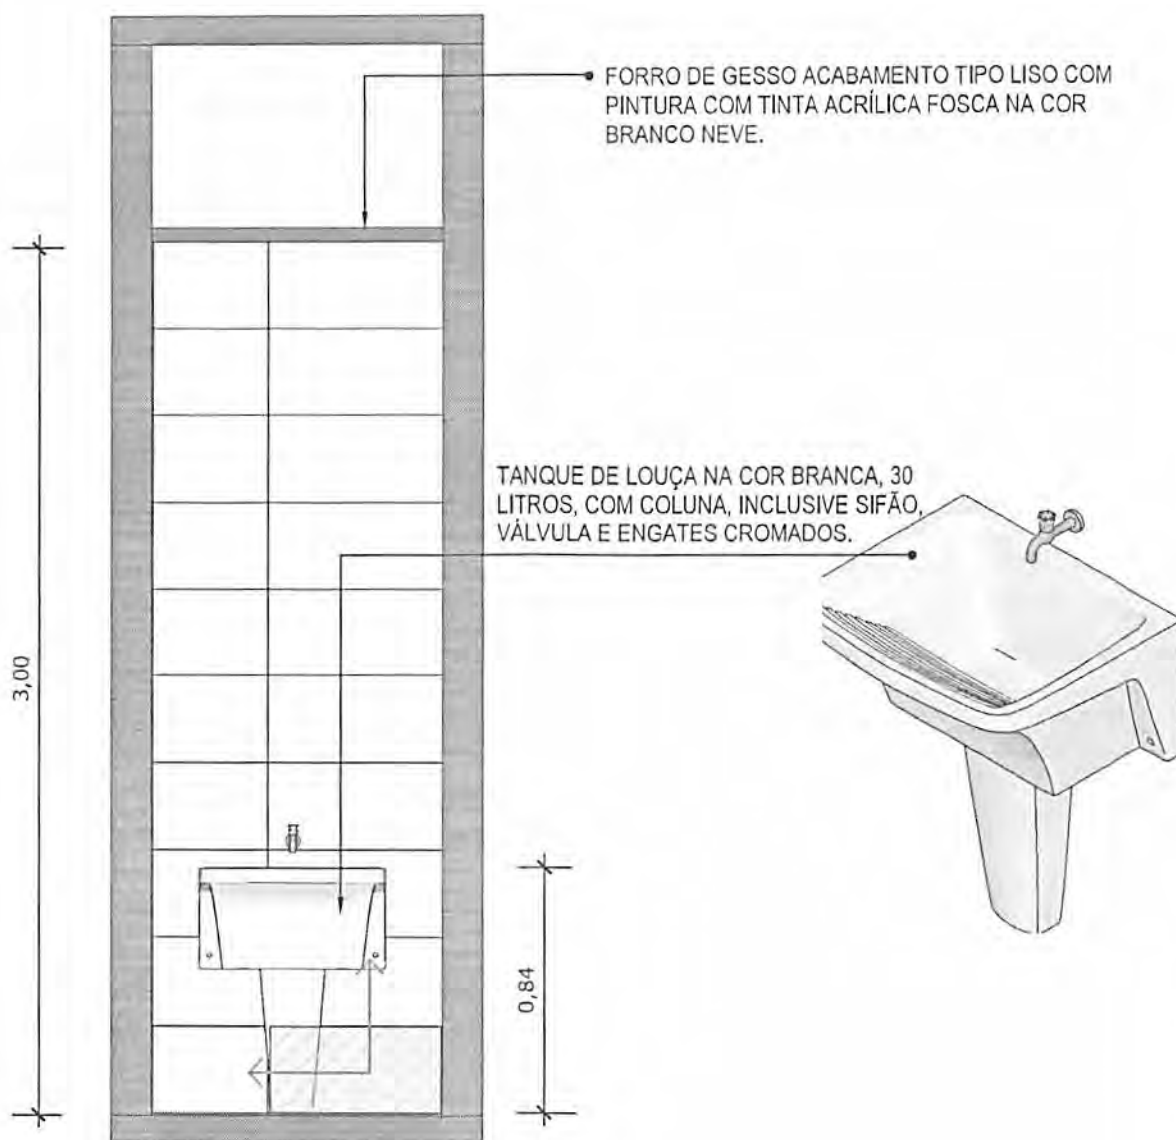 FORRO DE GESSO ACABAMENTO TIPO LISO COM
PINTURA COM TINTA ACRÍLICA FOSCA NA COR
BRANCO NEVE.
TANQUE DE LOUÇA NA COR BRANCA, 30
LITROS, COM COLUNA, INCLUSIVE SIFÃO,
VÁLVULA E ENGATES CROMADOS.
3,00
0,84